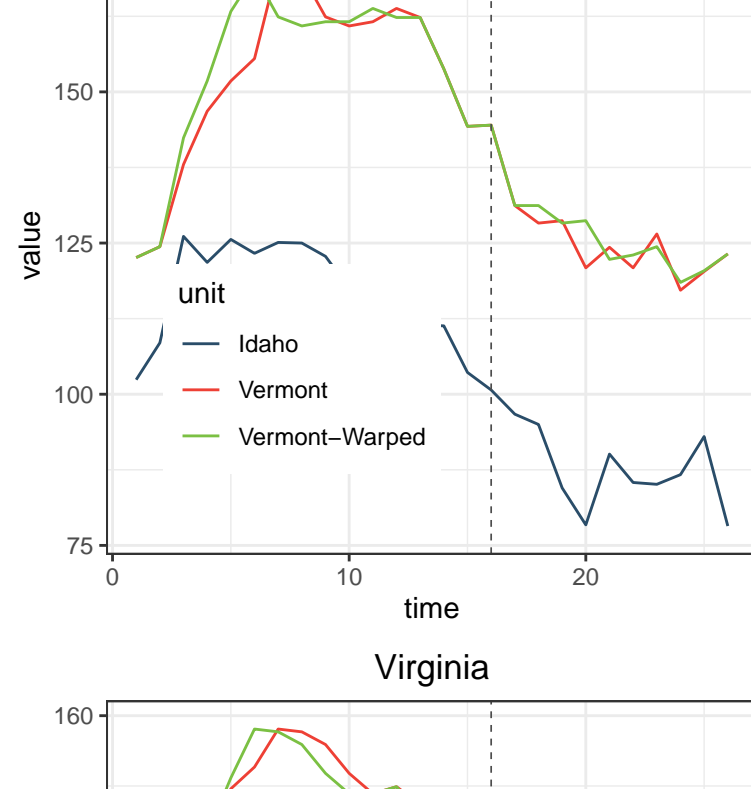 150
125
100
75
value
unit
Idaho
Vermont
Vermont−Warped
0
10
20
time
Virginia
160